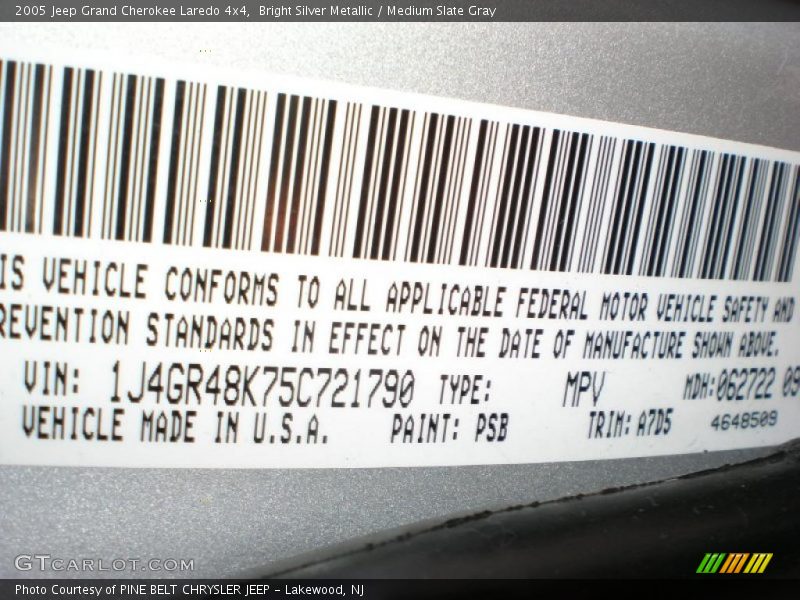 2005 Jeep Grand Cherokee Laredo 4x4,  Bright Silver Metallic / Medium Slate Gray
IS VEHICLE CONFORMS TO ALL APPLICABLE FEDERAL MOTOR VEHICLE SAFETY AND
REVENTION STANDARDS IN EFFECT ON THE DATE OF MANUFACTURE SHOWN ABOVE.
VIN: 1J4GR48K75C721790 TYPE: MPV MDH:062722 09
VEHICLE MADE IN U.S.A. PAINT: PSB TRIM: A7D5 4648509
GTcarlot.com
Photo Courtesy of PINE BELT CHRYSLER JEEP - Lakewood, NJ